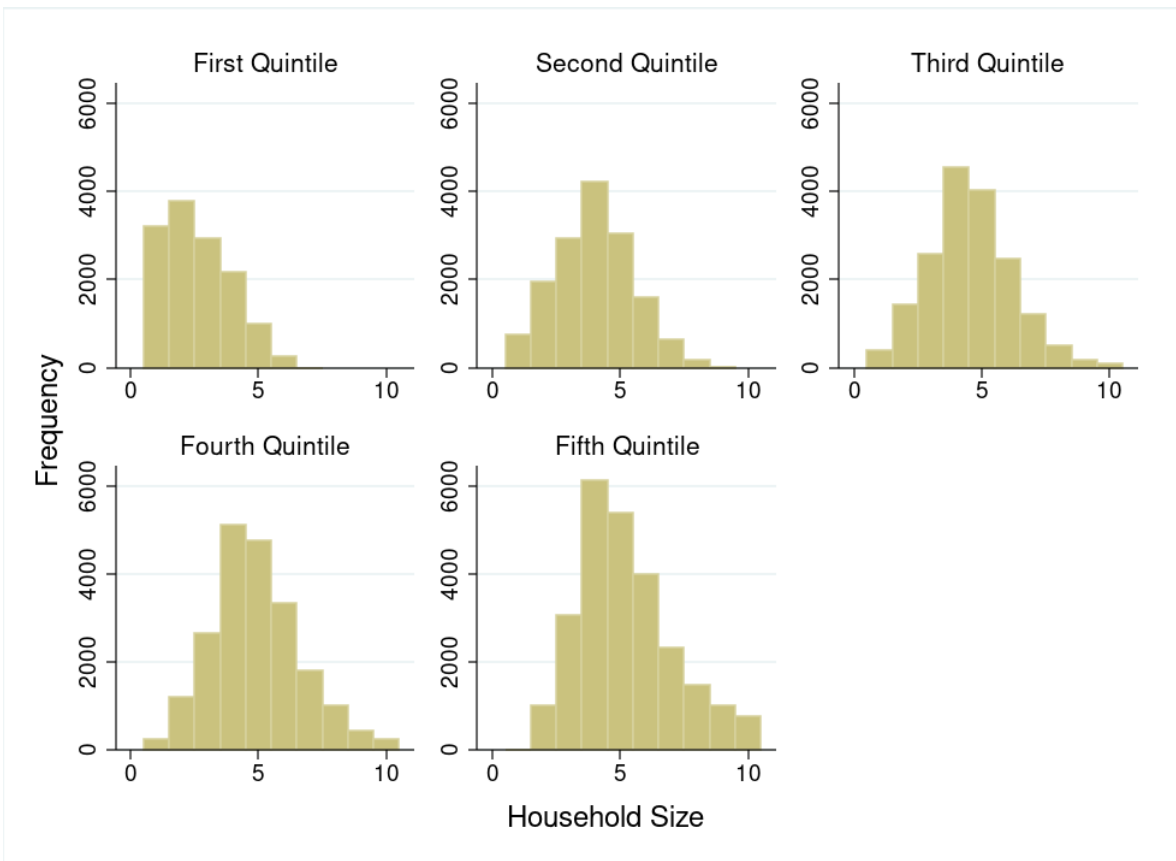 First Quintile
Second Quintile
Third Quintile
0 2000 4000 6000
0 2000 4000 6000
0 2000 4000 6000
0 5 10
0 5 10
0 5 10
Frequency
Fourth Quintile
Fifth Quintile
0 2000 4000 6000
0 2000 4000 6000
0 5 10
0 5 10
Household Size